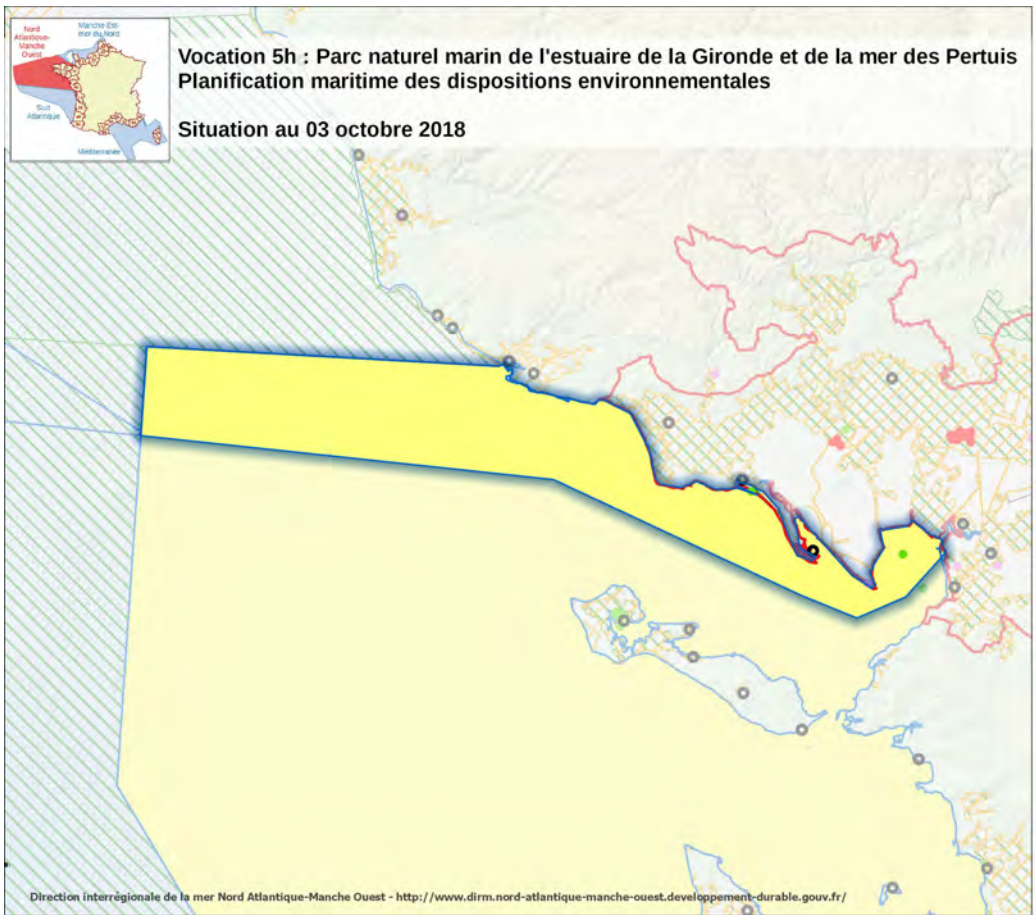 Manche Est-
mer du Nord
Nord
Atlantique-
Manche
Ouest
Sud
Atlantique
Méditerranée
Vocation 5h : Parc naturel marin de l'estuaire de la Gironde et de la mer des Pertuis
Planification maritime des dispositions environnementales
Situation au 03 octobre 2018
Direction interrégionale de la mer Nord Atlantique-Manche Ouest - http://www.dirm.nord-atlantique-manche-ouest.developpement-durable.gouv.fr/